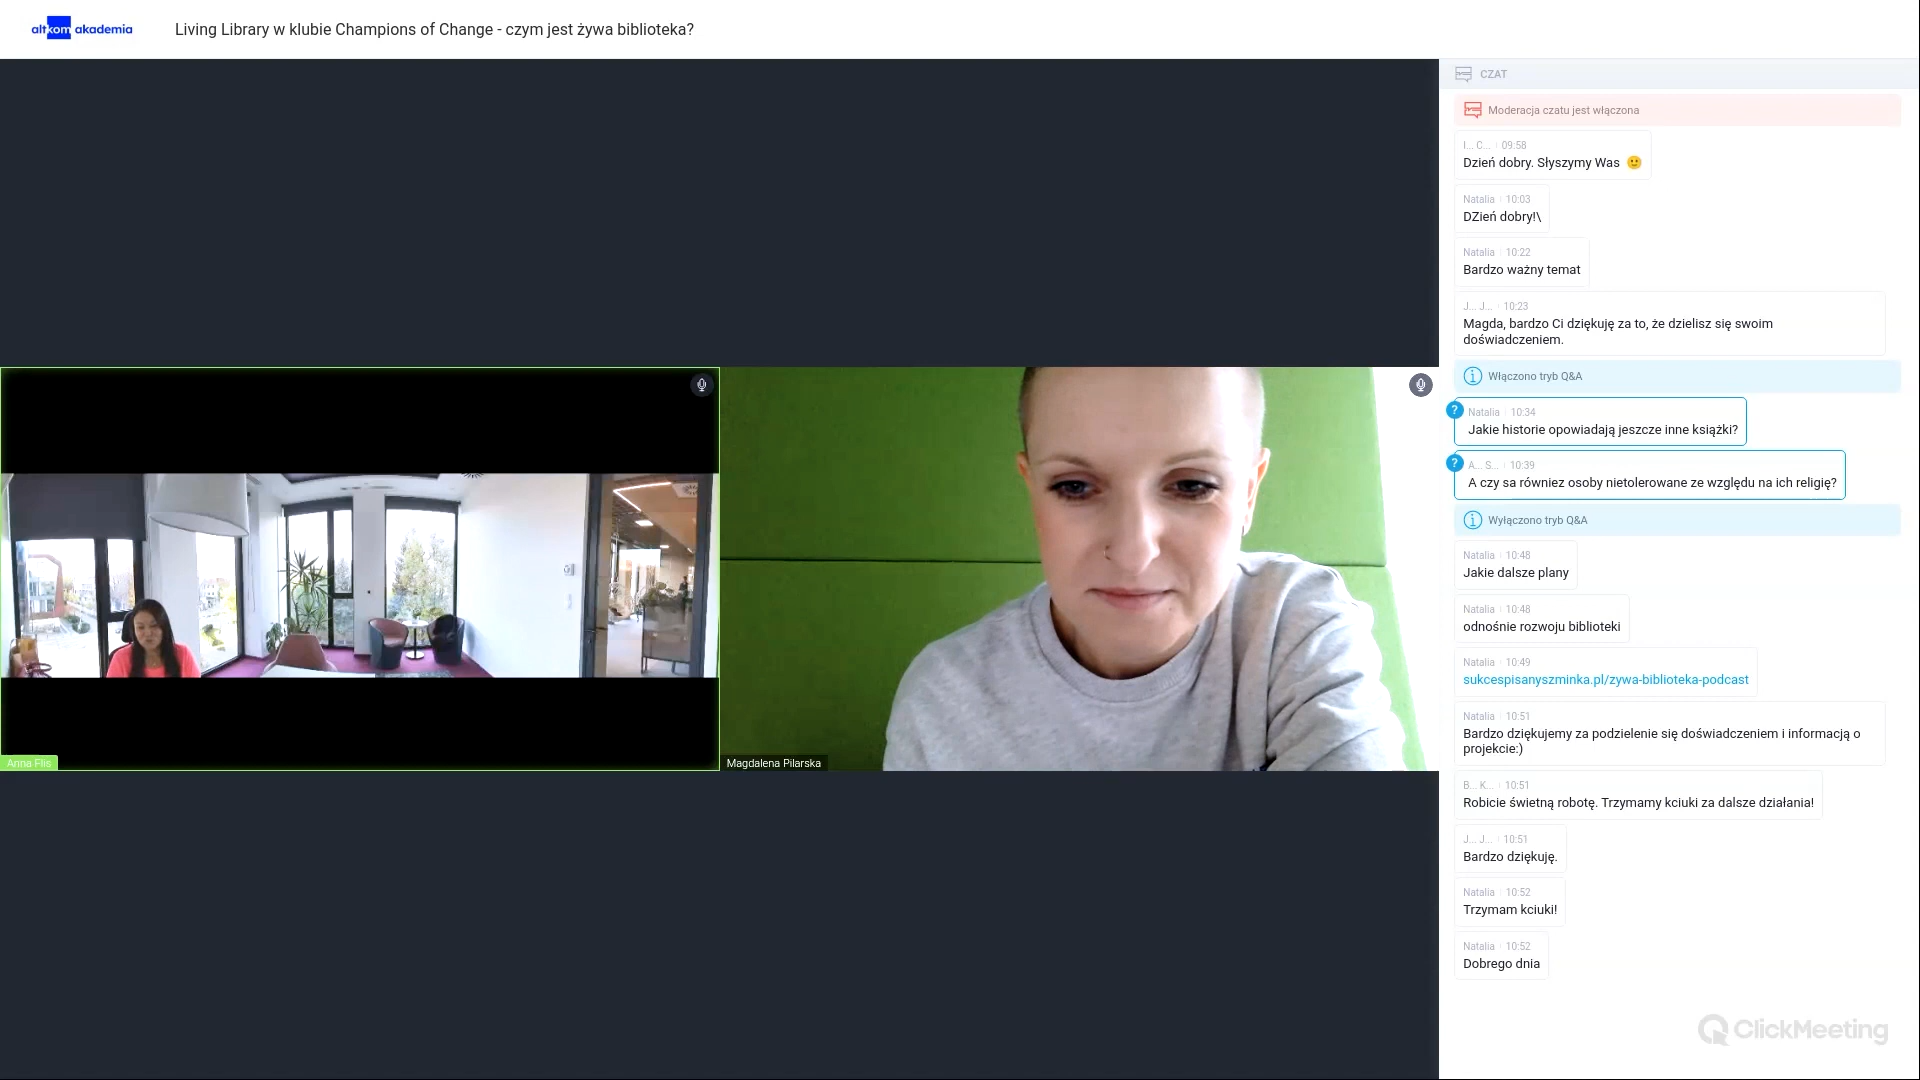 altkom akademia
Living Library w klubie Champions of Change - czym jest żywa biblioteka?
Anna Flis
Magdalena Pilarska
CZAT
Moderacja czatu jest włączona
I... C... 09:58
Dzień dobry. Słyszymy Was 🙂
Natalia 10:03
DZień dobry!\
Natalia 10:22
Bardzo ważny temat
J... J... 10:23
Magda, bardzo Ci dziękuję za to, że dzielisz się swoim
doświadczeniem.
Włączono tryb Q&A
? Natalia 10:34
Jakie historie opowiadają jeszcze inne książki?
? A... S... 10:39
A czy sa równiez osoby nietolerowane ze względu na ich religię?
Wyłączono tryb Q&A
Natalia 10:48
Jakie dalsze plany
Natalia 10:48
odnośnie rozwoju biblioteki
Natalia 10:49
sukcespisanyszminka.pl/zywa-biblioteka-podcast
Natalia 10:51
Bardzo dziękujemy za podzielenie się doświadczeniem i informacją o
projekcie:)
B... K... 10:51
Robicie świetną robotę. Trzymamy kciuki za dalsze działania!
J... J... 10:51
Bardzo dziękuję.
Natalia 10:52
Trzymam kciuki!
Natalia 10:52
Dobrego dnia
ClickMeeting